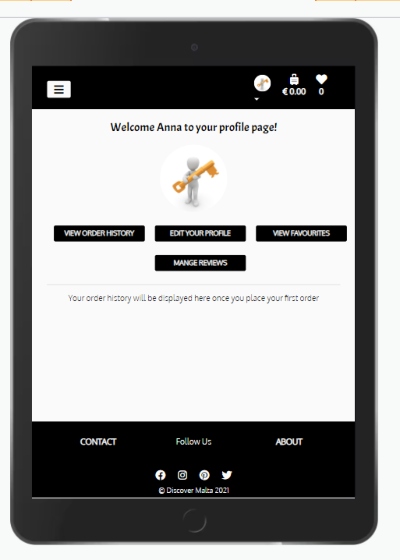 € 0.00 0
Welcome Anna to your profile page!
VIEW ORDER HISTORY EDIT YOUR PROFILE VIEW FAVOURITES
MANGE REVIEWS
Your order history will be displayed here once you place your first order
CONTACT Follow Us ABOUT
© Discover Malza 2021